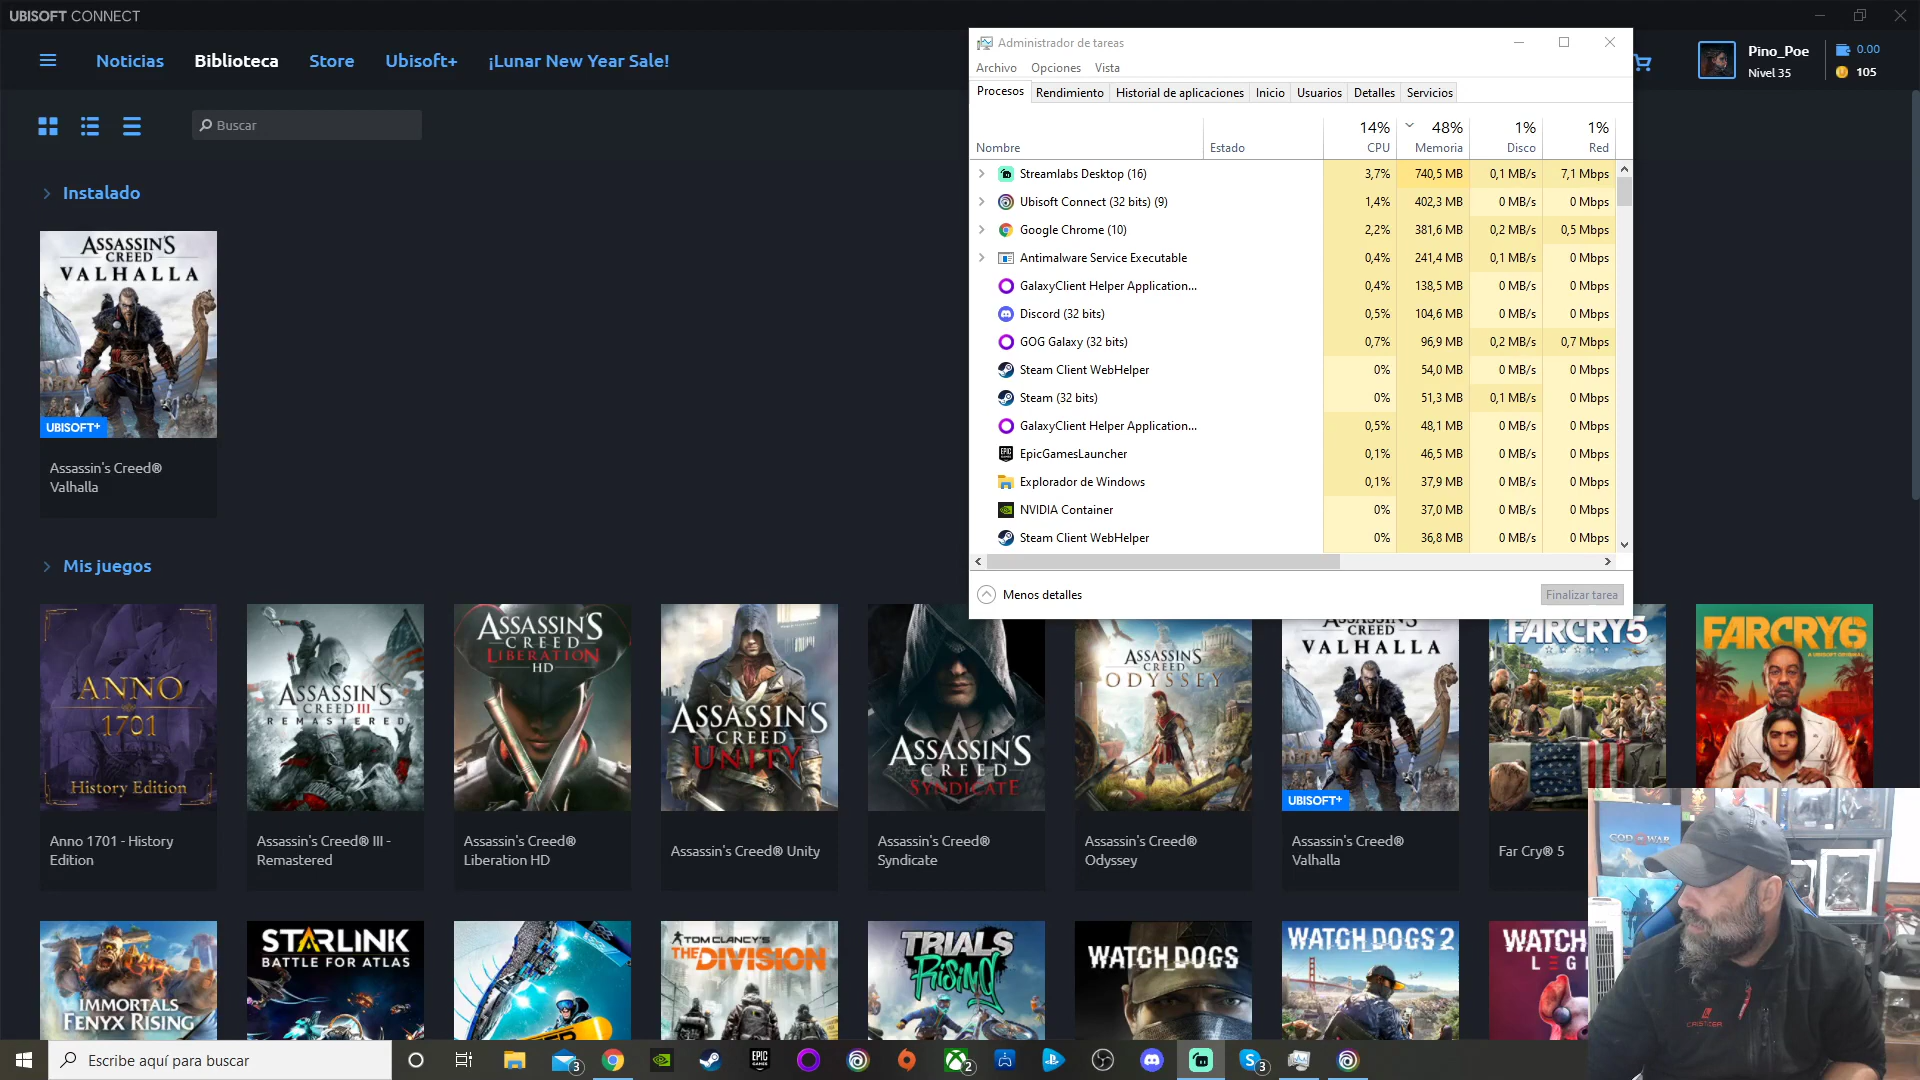 UBISOFT CONNECT
Noticias
Biblioteca
Store
Ubisoft+
¡Lunar New Year Sale!
Pino_Poe
Nivel 35
0.00
105
Buscar
Instalado
ASSASSIN'S CREED
VALHALLA
UBISOFT+
Assassin's Creed®
Valhalla
Administrador de tareas
Archivo
Opciones
Vista
Procesos
Rendimiento
Historial de aplicaciones
Inicio
Usuarios
Detalles
Servicios
14% 48% 1% 1%
Nombre Estado CPU Memoria Disco Red
Streamlabs Desktop (16) 3,7% 740,5 MB 0,1 MB/s 7,1 Mbps
Ubisoft Connect (32 bits) (9) 1,4% 402,3 MB 0 MB/s 0 Mbps
Google Chrome (10) 2,2% 381,6 MB 0,2 MB/s 0,5 Mbps
Antimalware Service Executable 0,4% 241,4 MB 0,1 MB/s 0 Mbps
GalaxyClient Helper Application... 0,4% 138,5 MB 0 MB/s 0 Mbps
Discord (32 bits) 0,5% 104,6 MB 0 MB/s 0 Mbps
GOG Galaxy (32 bits) 0,7% 96,9 MB 0,2 MB/s 0,7 Mbps
Steam Client WebHelper 0% 54,0 MB 0 MB/s 0 Mbps
Steam (32 bits) 0% 51,3 MB 0,1 MB/s 0 Mbps
GalaxyClient Helper Application... 0,5% 48,1 MB 0 MB/s 0 Mbps
EpicGamesLauncher 0,1% 46,5 MB 0 MB/s 0 Mbps
Explorador de Windows 0,1% 37,9 MB 0 MB/s 0 Mbps
NVIDIA Container 0% 37,0 MB 0 MB/s 0 Mbps
Steam Client WebHelper 0% 36,8 MB 0 MB/s 0 Mbps
Menos detalles
Finalizar tarea
Mis juegos
ANNO
1701
History Edition
Anno 1701 - History
Edition
ASSASSIN'S
CREED III
REMASTERED
Assassin's Creed® III -
Remastered
ASSASSIN'S
CREED
LIBERATION
HD
Assassin's Creed®
Liberation HD
ASSASSIN'S
CREED
UNITY
Assassin's Creed® Unity
ASSASSIN'S
CREED
SYNDICATE
Assassin's Creed®
Syndicate
ASSASSIN'S
CREED
ODYSSEY
Assassin's Creed®
Odyssey
ASSASSIN'S
CREED
VALHALLA
UBISOFT+
Assassin's Creed®
Valhalla
FARCRY5
Far Cry® 5
FARCRY6
GOD OF WAR
IMMORTALS
FENYX RISING
STARLINK
BATTLE FOR ATLAS
TOM CLANCY'S
THE DIVISION
TRIALS
RISING
WATCH_DOGS
WATCH_DOGS 2
Escribe aquí para buscar
3
EPIC
GAMES
2
3